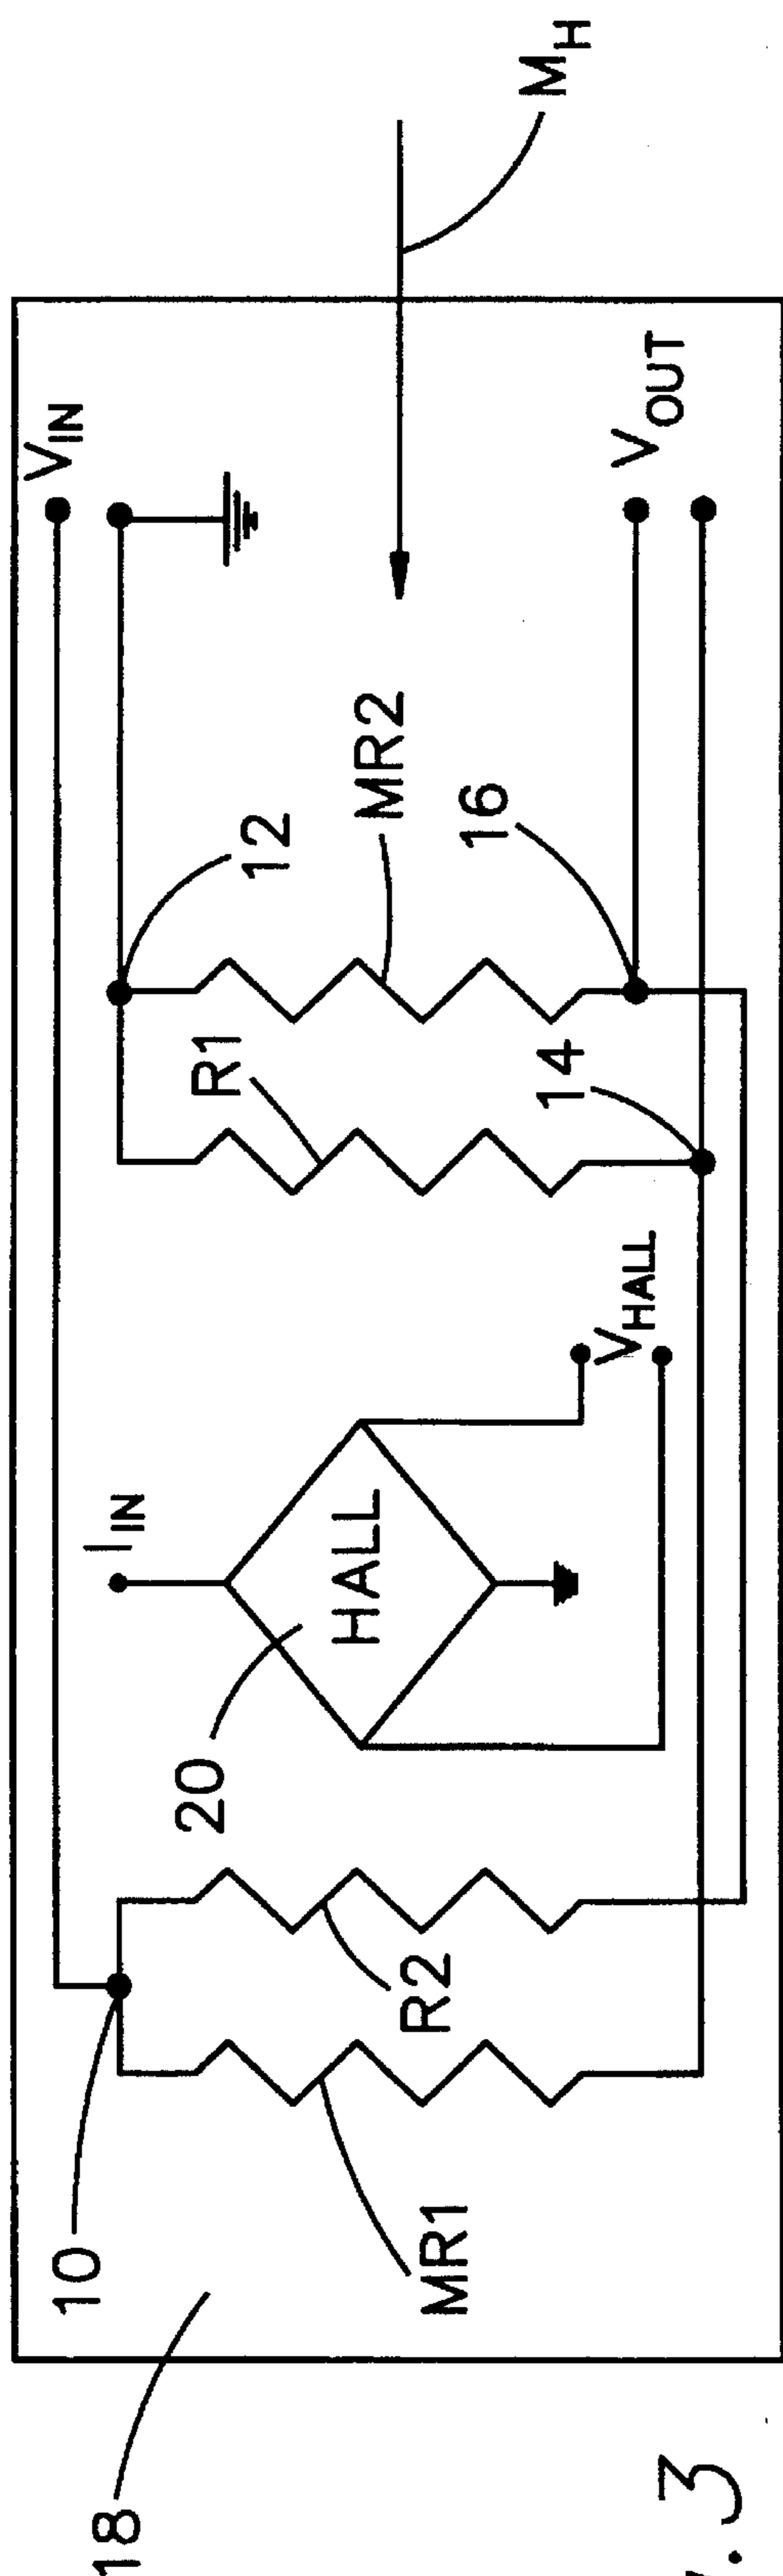 18
10
V_IN
12
R1
MR2
M_H
I_IN
20
HALL
V_HALL
14
16
V_OUT
MR1
R2
. 3